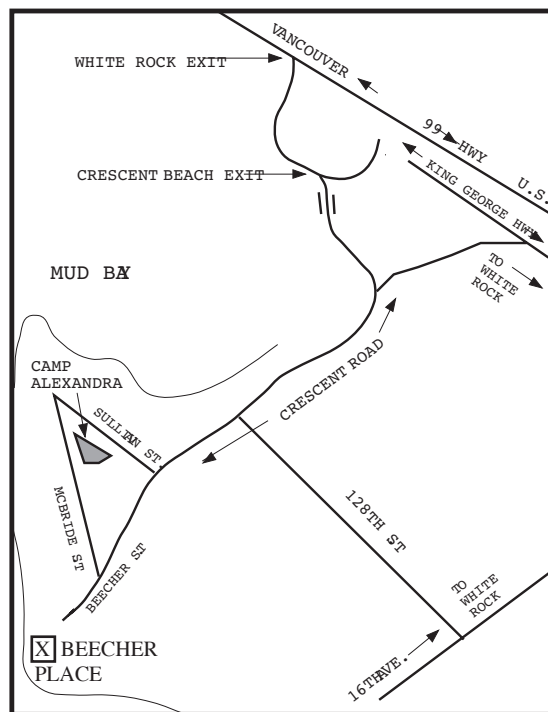 VANCOUVER
WHITE ROCK EXIT
99 HWY
U.S.
CRESCENT BEACH EXIT
KING GEORGE HWY
MUD BAY
TO
WHITE
ROCK
CAMP
ALEXANDRA
SULLIVAN ST.
CRESCENT ROAD
MCBRIDE ST
128TH ST
BEECHER ST
TO
WHITE
ROCK
X BEECHER
PLACE
16TH AVE.